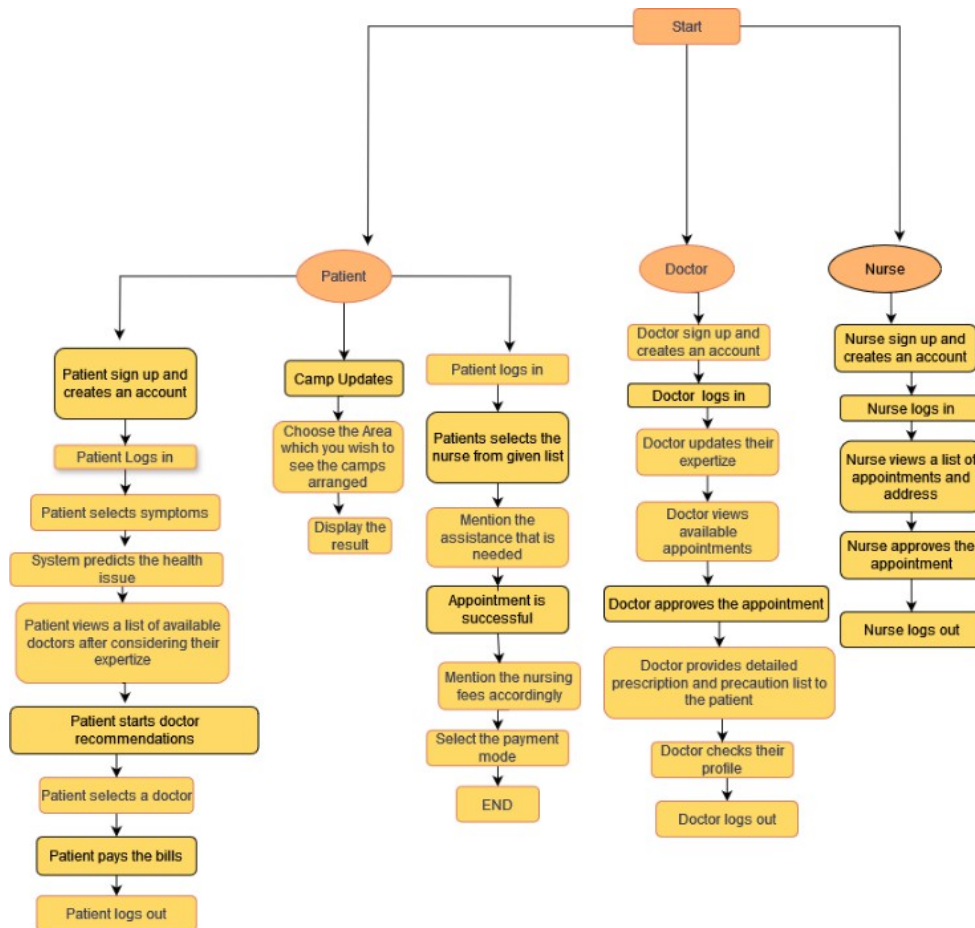 Start
Patient
Patient sign up and
creates an account
Patient Logs in
Patient selects symptoms
System predicts the health
issue
Patient views a list of available
doctors after considering their
expertize
Patient starts doctor
recommendations
Patient selects a doctor
Patient pays the bills
Patient logs out
Camp Updates
Choose the Area
which you wish to
see the camps
arranged
Display the
result
Patient logs in
Patients selects the
nurse from given list
Mention the
assistance that is
needed
Appointment is
successful
Mention the nursing
fees accordingly
Select the payment
mode
END
Doctor
Doctor sign up and
creates an account
Doctor logs in
Doctor updates their
expertize
Doctor views
available
appointments
Doctor approves the appointment
Doctor provides detailed
prescription and precaution list to
the patient
Doctor checks their
profile
Doctor logs out
Nurse
Nurse sign up and
creates an account
Nurse logs in
Nurse views a list of
appointments and
address
Nurse approves the
appointment
Nurse logs out